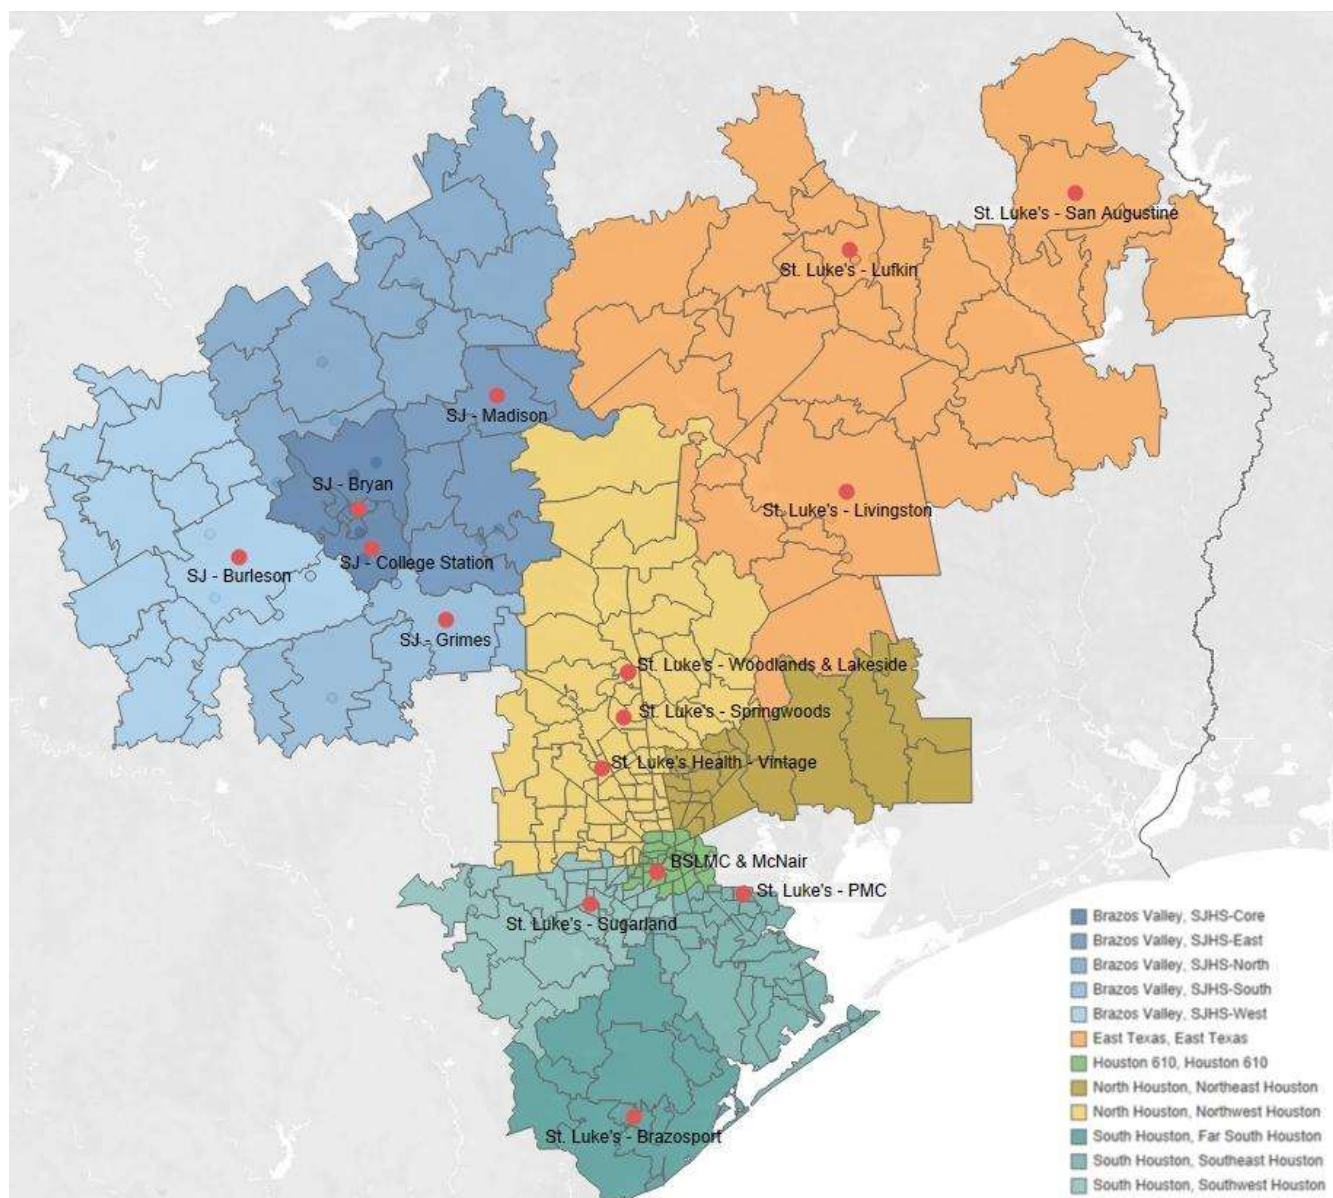 St. Luke's - San Augustine
St. Luke's - Lufkin
SJ - Madison
SJ - Bryan
St. Luke's - Livingston
SJ - College Station
SJ - Burleson
SJ - Grimes
St. Luke's - Woodlands & Lakeside
St. Luke's - Springwoods
St. Luke's Health - Vintage
BSLMC & McNair
St. Luke's - PMC
St. Luke's - Sugarland
St. Luke's - Brazosport
Brazos Valley, SJHS-Core
Brazos Valley, SJHS-East
Brazos Valley, SJHS-North
Brazos Valley, SJHS-South
Brazos Valley, SJHS-West
East Texas, East Texas
Houston 610, Houston 610
North Houston, Northeast Houston
North Houston, Northwest Houston
South Houston, Far South Houston
South Houston, Southeast Houston
South Houston, Southwest Houston